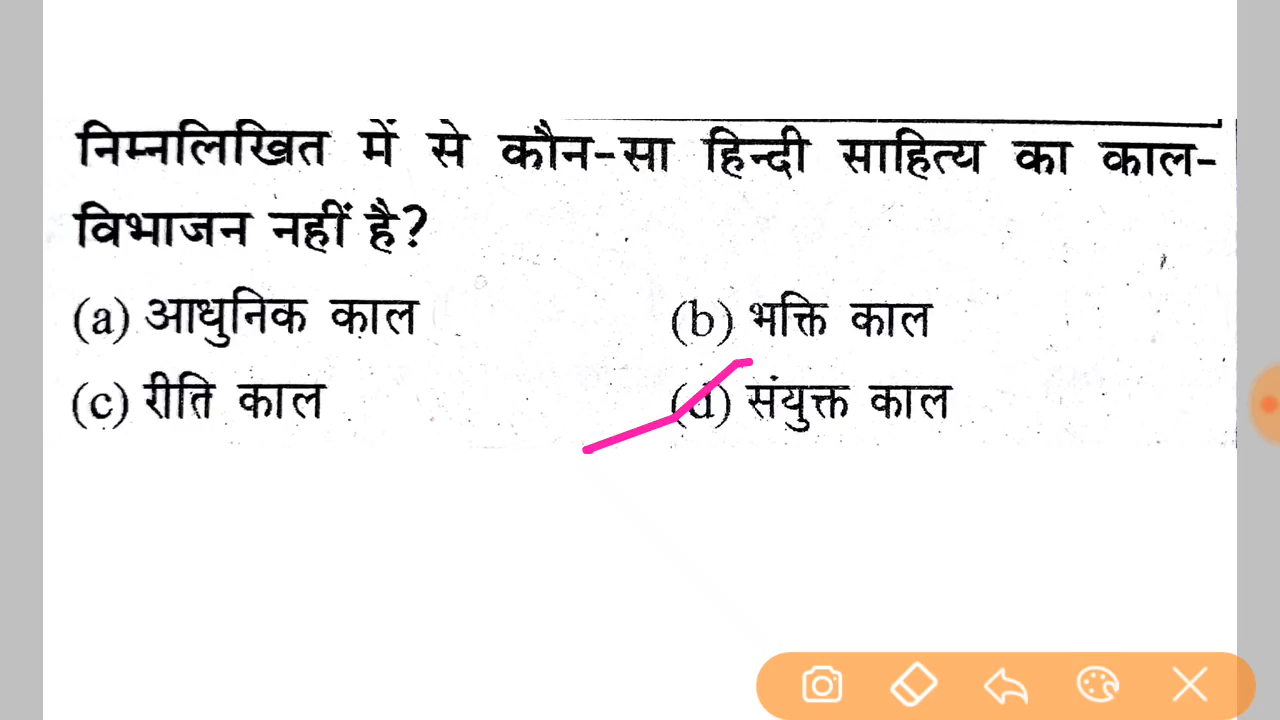 निम्नलिखित में से कौन-सा हिन्दी साहित्य का काल-
विभाजन नहीं है?
(a) आधुनिक काल (b) भक्ति काल
(c) रीति काल (d) संयुक्त काल